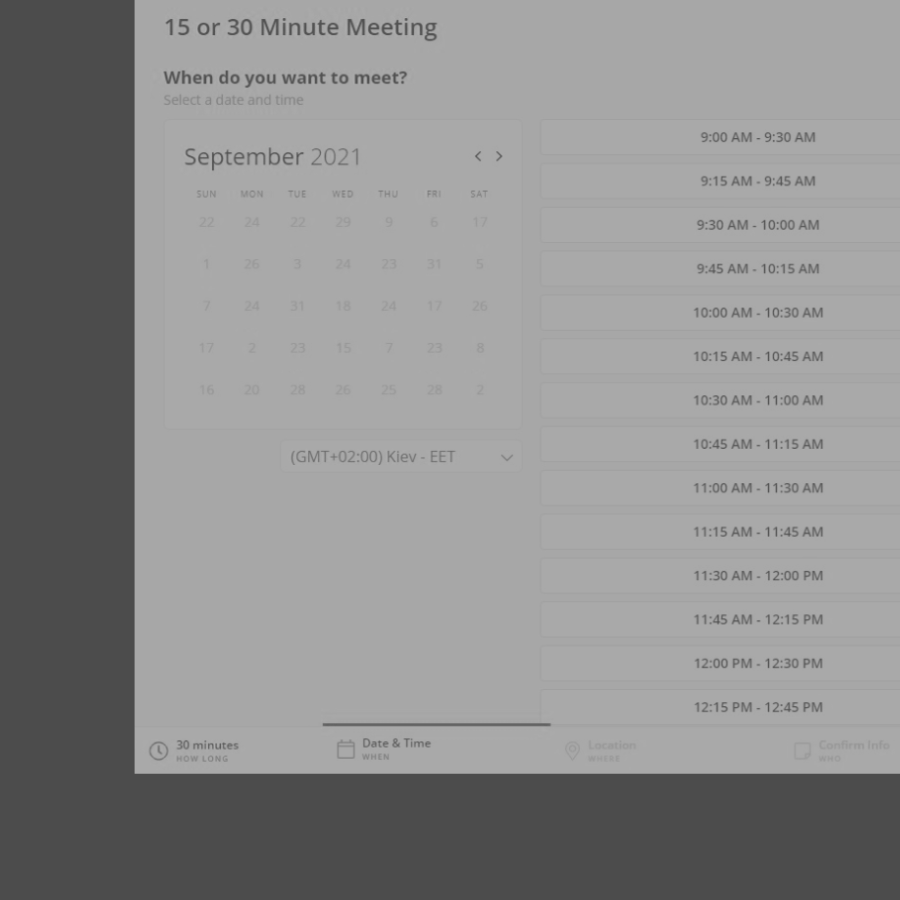 15 or 30 Minute Meeting
When do you want to meet?
Select a date and time
September 2021
SUN MON TUE WED THU FRI SAT
22 24 22 29 9 6 17
1 26 3 24 23 31 5
7 24 31 18 24 17 26
17 2 23 15 7 23 8
16 20 28 26 25 28 2
(GMT+02:00) Kiev - EET
9:00 AM - 9:30 AM
9:15 AM - 9:45 AM
9:30 AM - 10:00 AM
9:45 AM - 10:15 AM
10:00 AM - 10:30 AM
10:15 AM - 10:45 AM
10:30 AM - 11:00 AM
10:45 AM - 11:15 AM
11:00 AM - 11:30 AM
11:15 AM - 11:45 AM
11:30 AM - 12:00 PM
11:45 AM - 12:15 PM
12:00 PM - 12:30 PM
12:15 PM - 12:45 PM
30 minutes
HOW LONG
Date & Time
WHEN
Location
WHERE
Confirm Info
WHO